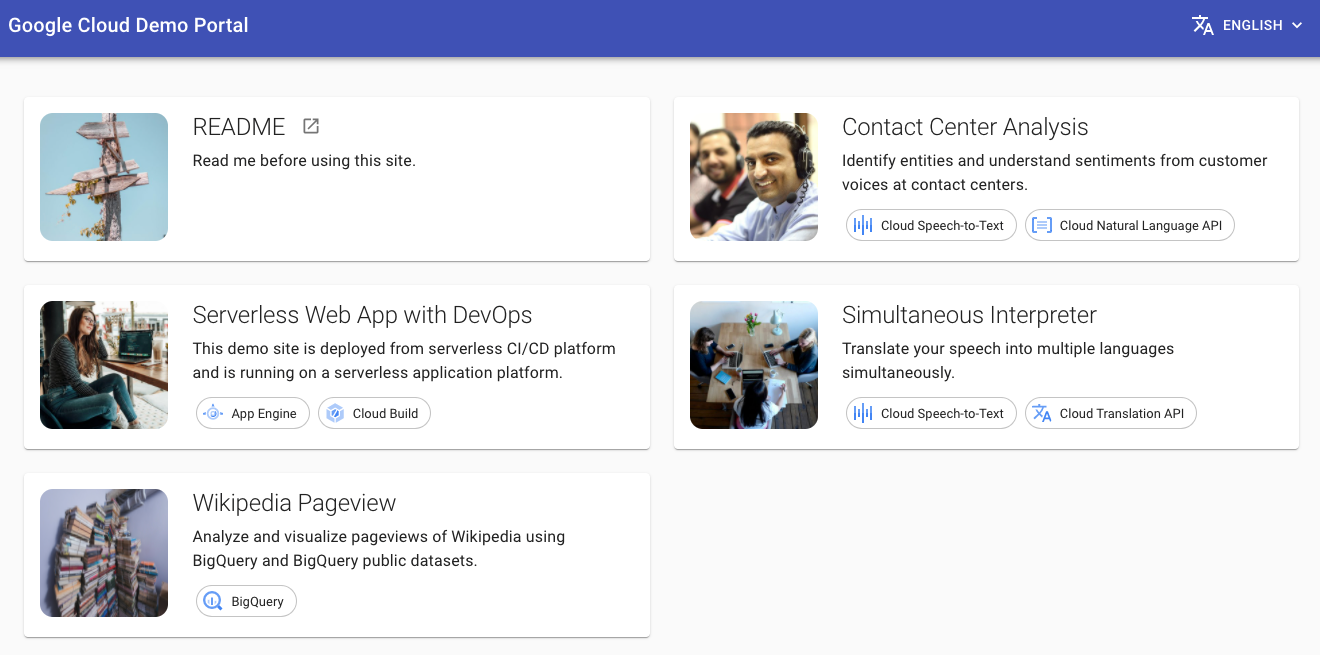 Google Cloud Demo Portal
ENGLISH
README
Read me before using this site.
Contact Center Analysis
Identify entities and understand sentiments from customer
voices at contact centers.
Cloud Speech-to-Text
Cloud Natural Language API
Serverless Web App with DevOps
This demo site is deployed from serverless CI/CD platform
and is running on a serverless application platform.
App Engine
Cloud Build
Simultaneous Interpreter
Translate your speech into multiple languages
simultaneously.
Cloud Speech-to-Text
Cloud Translation API
Wikipedia Pageview
Analyze and visualize pageviews of Wikipedia using
BigQuery and BigQuery public datasets.
BigQuery